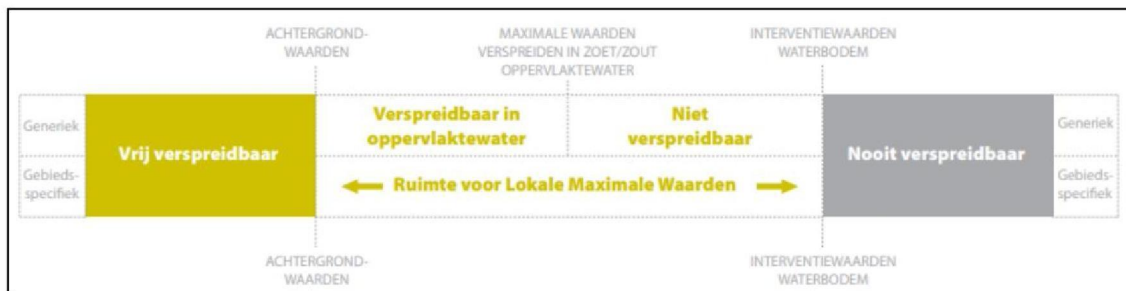 ACHTERGROND-
WAARDEN
MAXIMALE WAARDEN
VERSPREIDEN IN ZOET/ZOUT
OPPERVLAKTEWATER
INTERVENTIEWAARDEN
WATERBODEM
Generiek
Gebieds-
specifiek
Vrij verspreidbaar
Verspreidbaar in
oppervlaktewater
Niet
verspreidbaar
Ruimte voor Lokale Maximale Waarden
Nooit verspreidbaar
Generiek
Gebieds-
specifiek
ACHTERGROND-
WAARDEN
INTERVENTIEWAARDEN
WATERBODEM